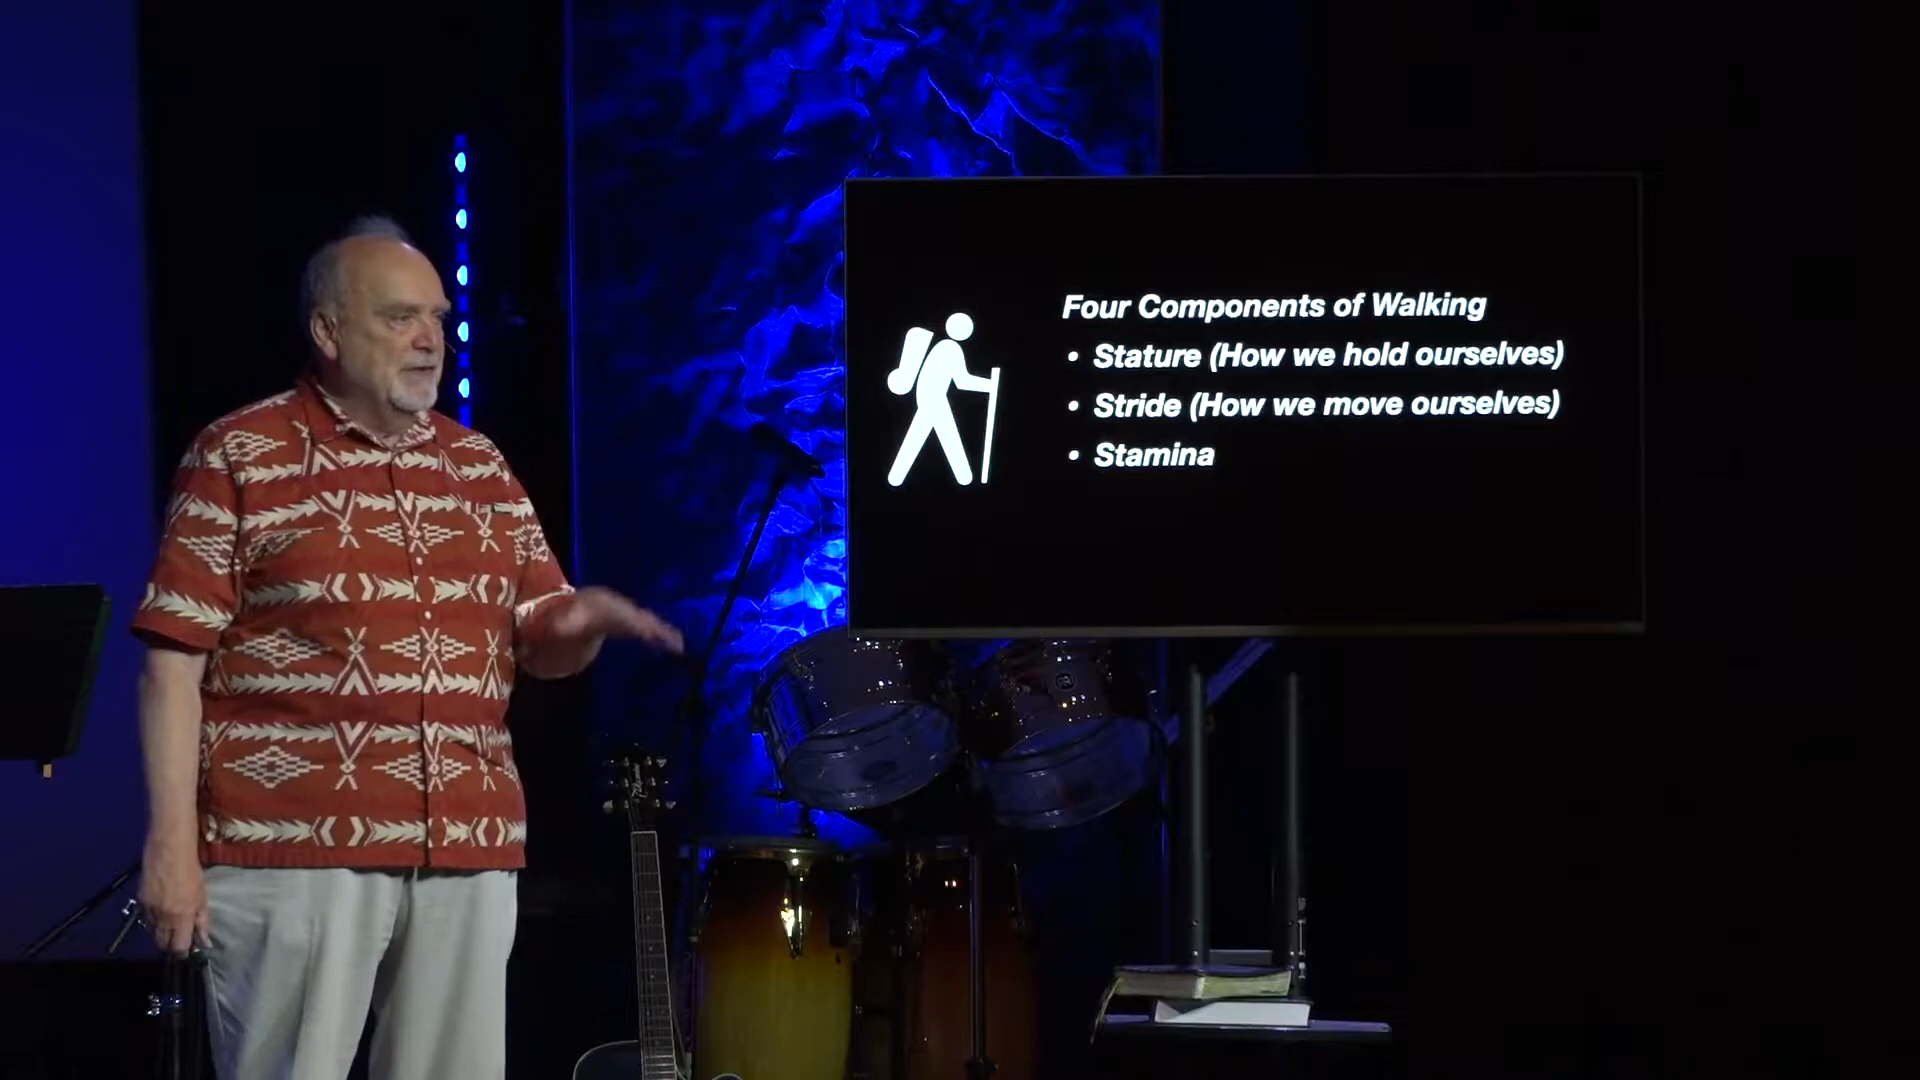 Four Components of Walking
• Stature (How we hold ourselves)
• Stride (How we move ourselves)
• Stamina